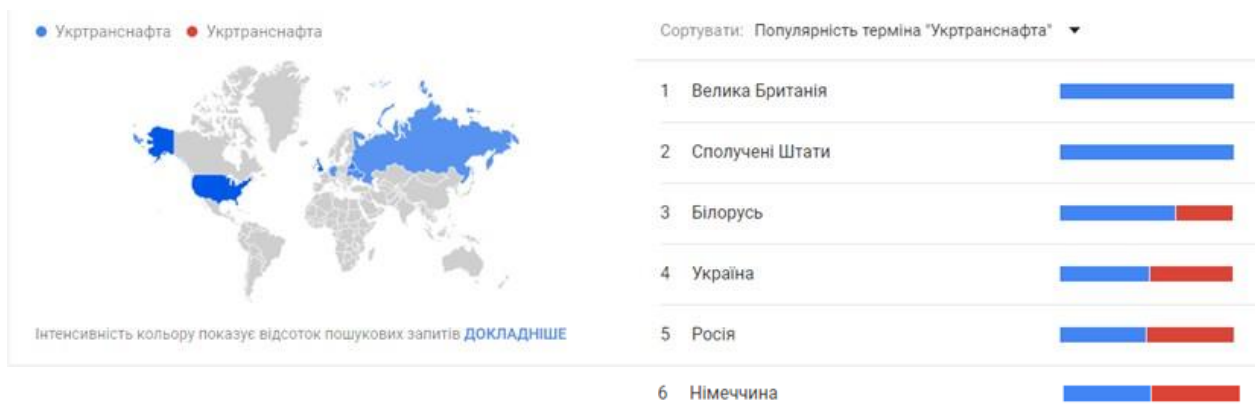 Укртранснафта Укртранснафта
Інтенсивність кольору показує відсоток пошукових запитів ДОКЛАДНІШЕ
Сортувати: Популярність терміна "Укртранснафта"
1 Велика Британія
2 Сполучені Штати
3 Білорусь
4 Україна
5 Росія
6 Німеччина